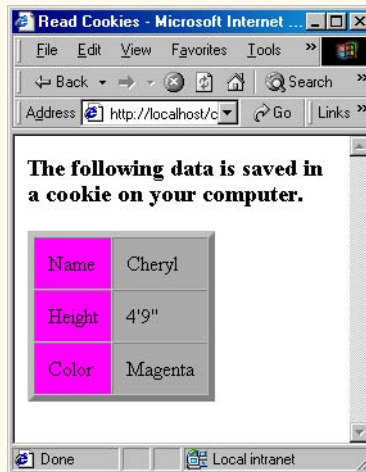 Read Cookies - Microsoft Internet ...
File Edit View Favorites Tools »
Back Search »
Address http://localhost/c Go Links »
The following data is saved in
a cookie on your computer.
Name Cheryl
Height 4'9"
Color Magenta
Done Local intranet